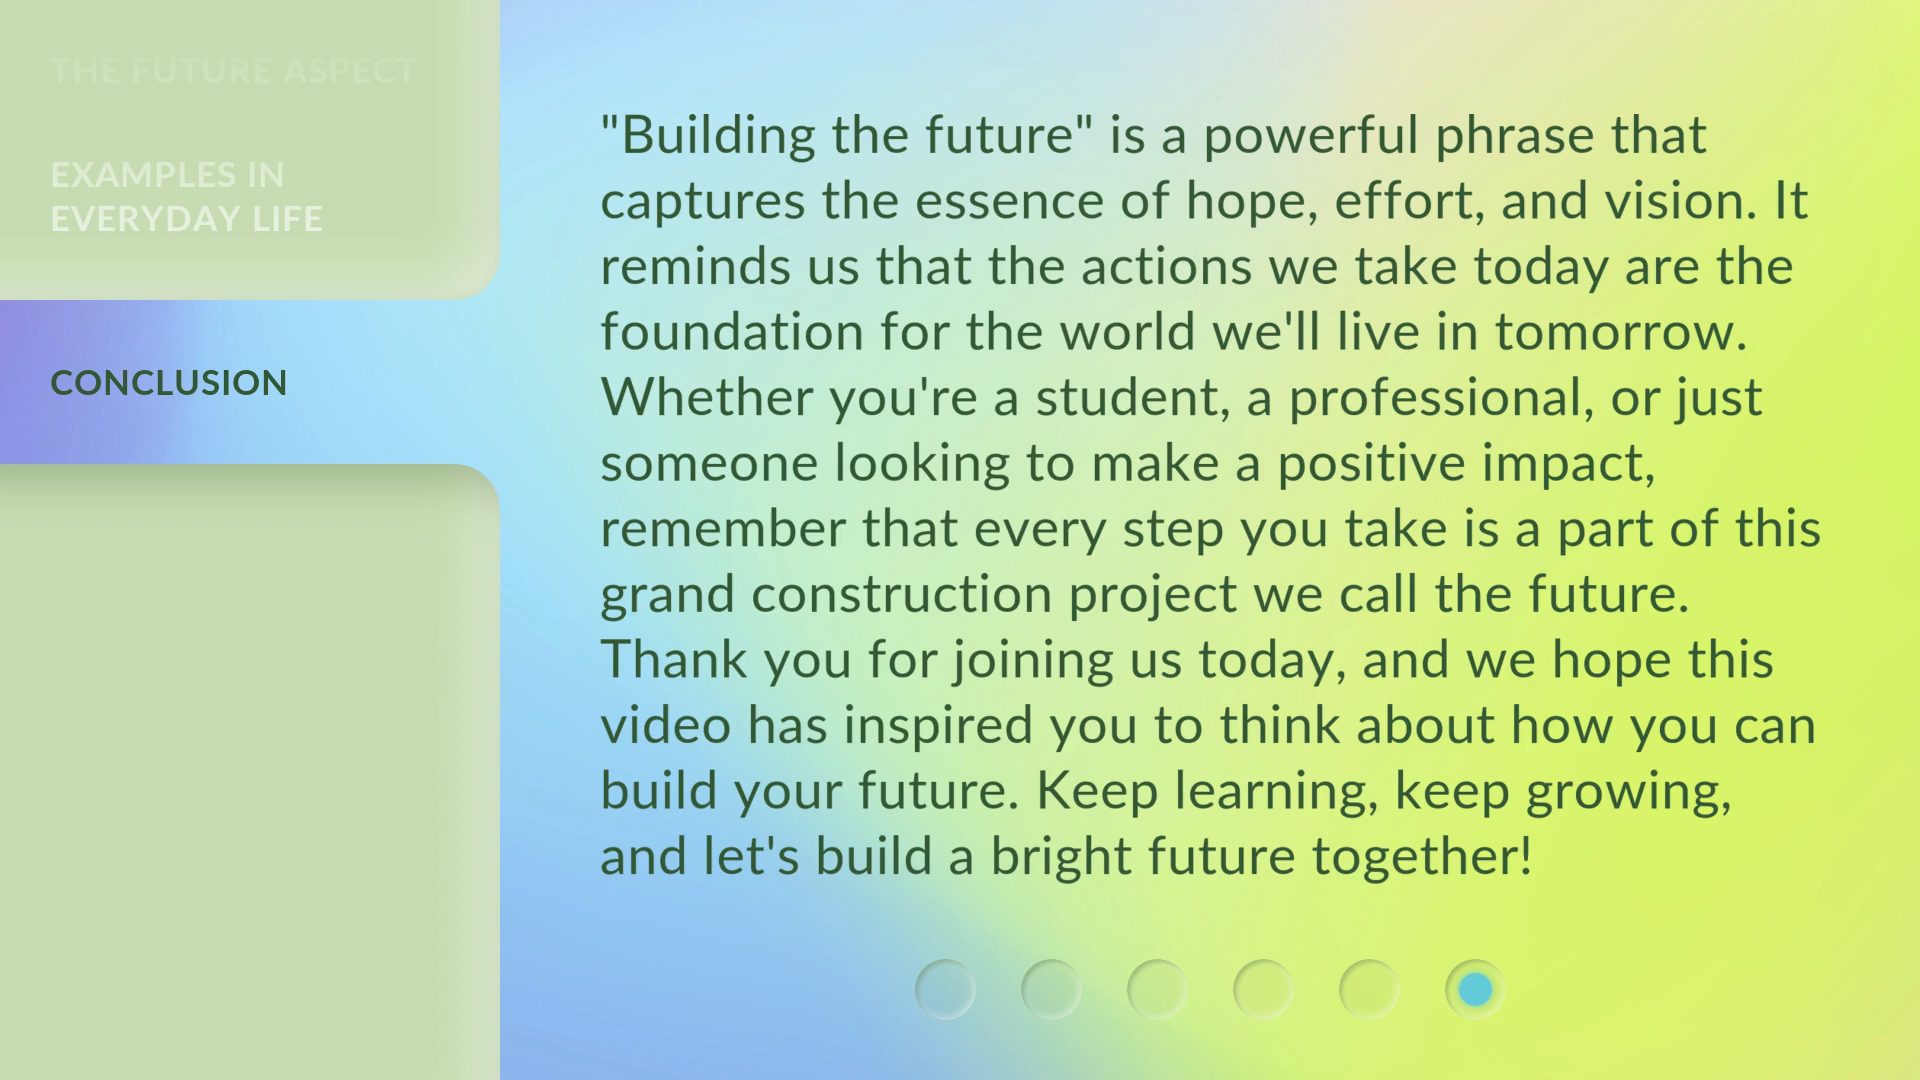 THE FUTURE ASPECT
EXAMPLES IN
EVERYDAY LIFE
CONCLUSION
"Building the future" is a powerful phrase that
captures the essence of hope, effort, and vision. It
reminds us that the actions we take today are the
foundation for the world we'll live in tomorrow.
Whether you're a student, a professional, or just
someone looking to make a positive impact,
remember that every step you take is a part of this
grand construction project we call the future.
Thank you for joining us today, and we hope this
video has inspired you to think about how you can
build your future. Keep learning, keep growing,
and let's build a bright future together!